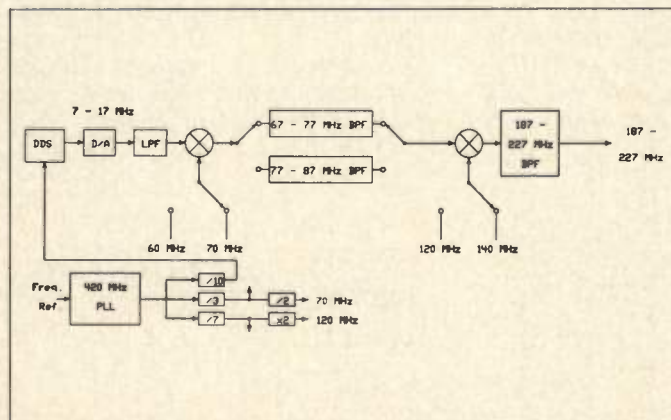 7 - 17 MHz
DDS
D/A
LPF
67 - 77 MHz BPF
77 - 87 MHz BPF
187 -
227 MHz
BPF
187 -
227 MHz
60 MHz
70 MHz
120 MHz
140 MHz
Freq.
Ref.
420 MHz
PLL
/10
/3
/2
70 MHz
/7
x2
120 MHz